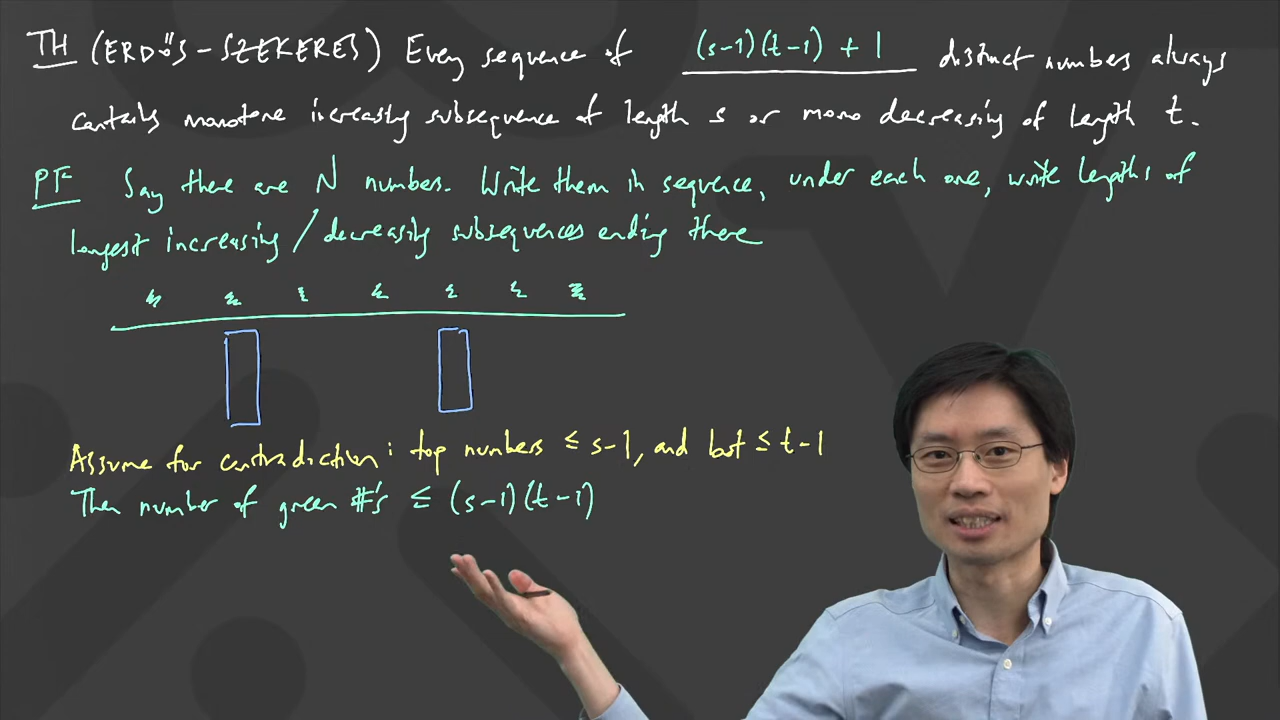 TH (ERDŐS-SZEKERES) Every sequence of (s-1)(t-1) + 1 distinct numbers always
contains monotone increasing subsequence of length s or mono decreasing of length t.
PF Say there are N numbers. Write them in sequence, under each one, write lengths of
longest increasing / decreasing subsequences ending there
Assume for contradiction: top numbers ≤ s-1, and bot ≤ t-1
Then number of green #'s ≤ (s-1)(t-1)